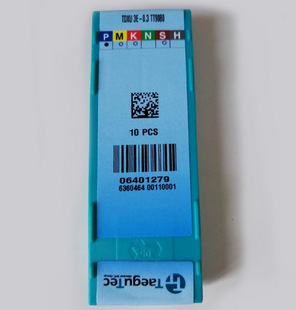 TDXU 3E-0.3 TT9080
P M K N S H
10 PCS
06401279
6360464 00110001
TaeguTec